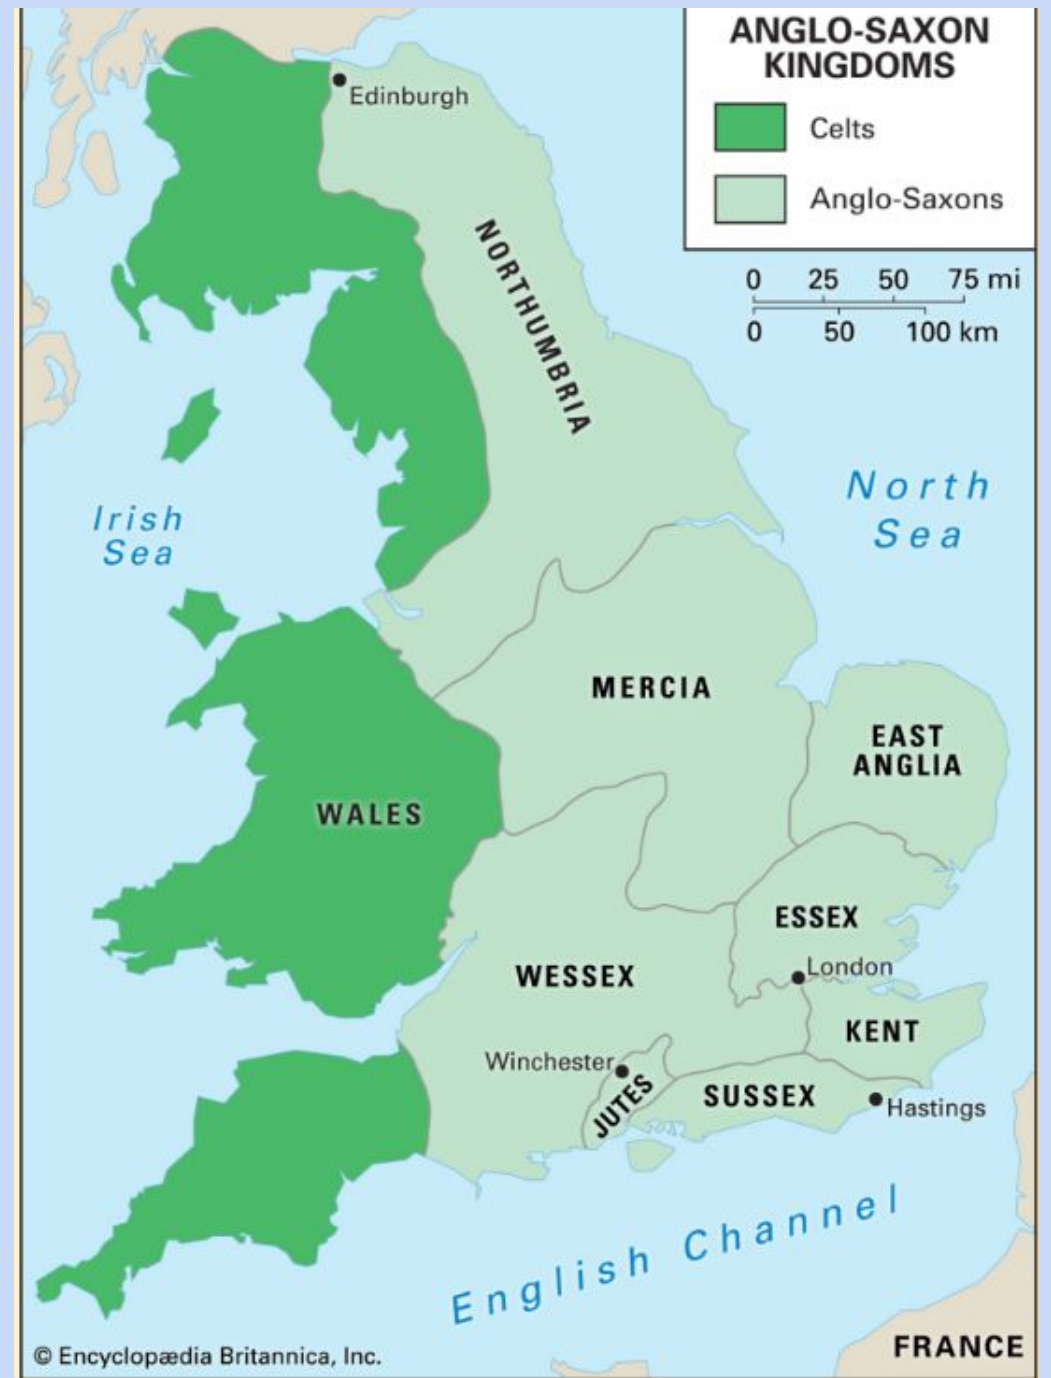 ANGLO-SAXON
KINGDOMS
Celts
Anglo-Saxons
0 25 50 75 mi
0 50 100 km
Edinburgh
NORTHUMBRIA
North
Sea
Irish
Sea
MERCIA
EAST
ANGLIA
WALES
ESSEX
London
WESSEX
KENT
Winchester
JUTES
SUSSEX
Hastings
English Channel
FRANCE
© Encyclopædia Britannica, Inc.